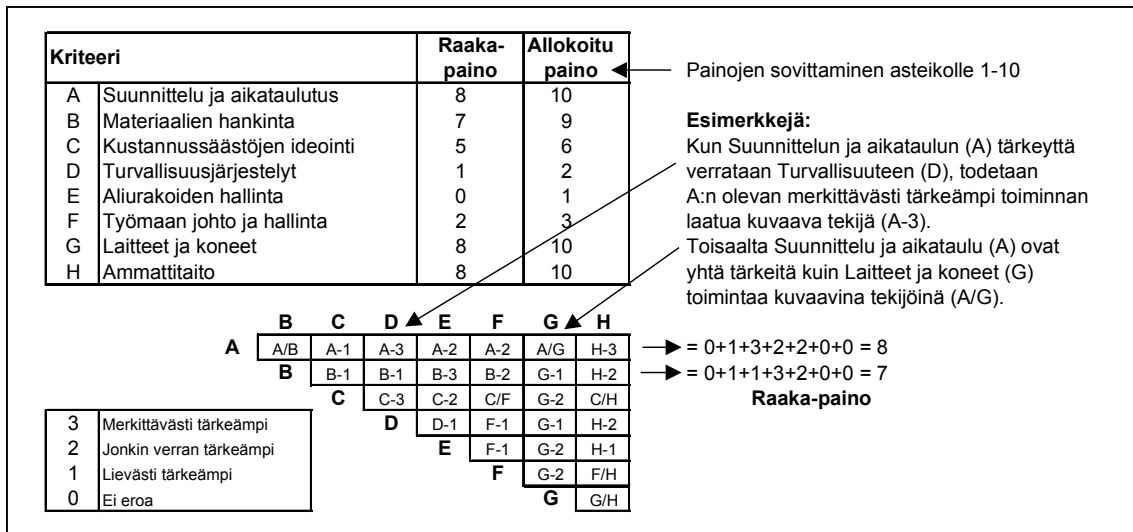 Kriteeri Raaka-paino Allokoitu paino
A Suunnittelu ja aikataulutus 8 10
B Materiaalien hankinta 7 9
C Kustannussäästöjen ideointi 5 6
D Turvallisuusjärjestelyt 1 2
E Aliurakoiden hallinta 0 1
F Työmaan johto ja hallinta 2 3
G Laitteet ja koneet 8 10
H Ammattitaito 8 10
Painojen sovittaminen asteikolle 1-10
Esimerkkejä:
Kun Suunnittelun ja aikataulun (A) tärkeyttä
verrataan Turvallisuuteen (D), todetaan
A:n olevan merkittävästi tärkeämpi toiminnan
laatua kuvaava tekijä (A-3).
Toisaalta Suunnittelu ja aikataulu (A) ovat
yhtä tärkeitä kuin Laitteet ja koneet (G)
toimintaa kuvaavina tekijöinä (A/G).
B C D E F G H
A A/B A-1 A-3 A-2 A-2 A/G H-3 = 0+1+3+2+2+0+0 = 8
B B-1 B-1 B-3 B-2 G-1 H-2 = 0+1+1+3+2+0+0 = 7
C C-3 C-2 C/F G-2 C/H Raaka-paino
D D-1 F-1 G-1 H-2
E F-1 G-2 H-1
F G-2 F/H
G G/H
3 Merkittävästi tärkeämpi
2 Jonkin verran tärkeämpi
1 Lievästi tärkeämpi
0 Ei eroa